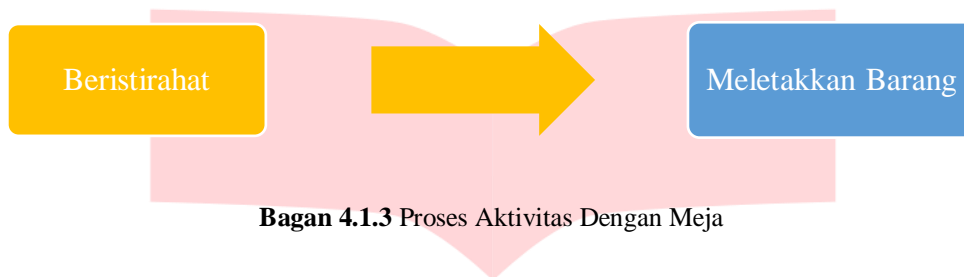 Beristirahat
Meletakkan Barang
Bagan 4.1.3 Proses Aktivitas Dengan Meja